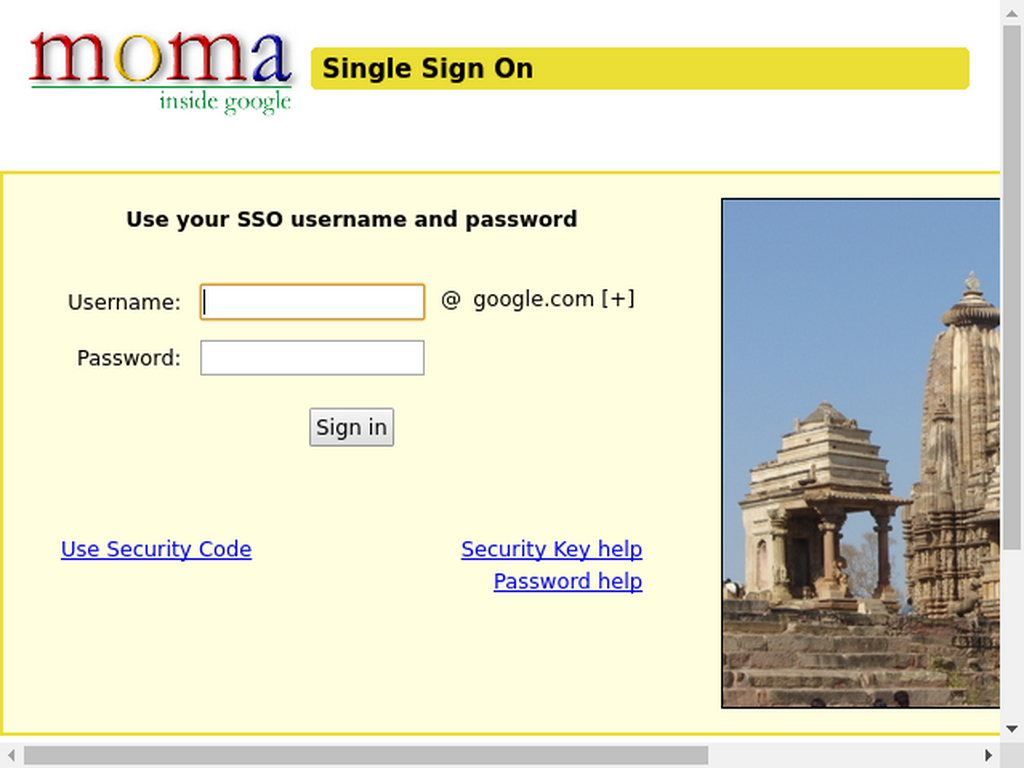 moma
inside google
Single Sign On
Use your SSO username and password
Username: @ google.com [+]
Password:
Sign in
Use Security Code
Security Key help
Password help